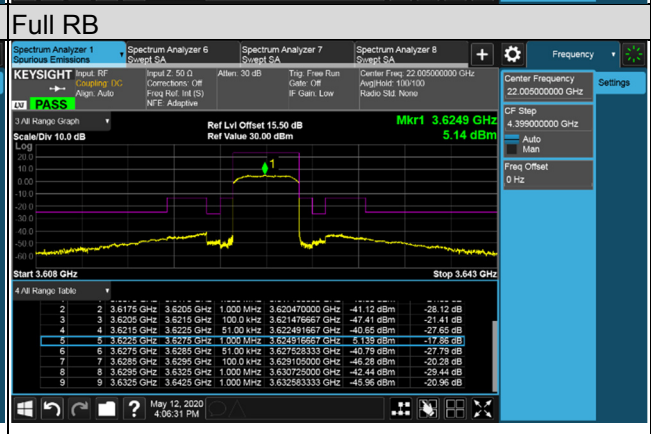 Full RB
Spectrum Analyzer 1
Spurious Emissions
Spectrum Analyzer 6
Swept SA
Spectrum Analyzer 7
Swept SA
Spectrum Analyzer 8
Swept SA
+
Frequency
KEYSIGHT
Input: RF
Coupling: DC
Align: Auto
Input Z: 50 Ω
Corrections: Off
Freq Ref: Int (S)
NFE: Adaptive
Atten: 30 dB
Trig: Free Run
Gate: Off
IF Gain: Low
Center Freq: 22.005000000 GHz
Avg|Hold: 100/100
Radio Std: None
LXI PASS
Center Frequency
22.005000000 GHz
Settings
CF Step
4.399000000 GHz
Auto
Man
Freq Offset
0 Hz
3 All Range Graph
Scale/Div 10.0 dB
Ref Lvl Offset 15.50 dB
Ref Value 30.00 dBm
Mkr1 3.6249 GHz
5.14 dBm
Log
20.0
10.0
0.00
-10.0
-20.0
-30.0
-40.0
-50.0
-60.0
1
Start 3.608 GHz
Stop 3.643 GHz
4 All Range Table
2 2 3.6175 GHz 3.6205 GHz 1.000 MHz 3.620470000 GHz -41.12 dBm -28.12 dB
3 3 3.6205 GHz 3.6215 GHz 100.0 kHz 3.621476667 GHz -47.41 dBm -21.41 dB
4 4 3.6215 GHz 3.6225 GHz 51.00 kHz 3.622491667 GHz -40.65 dBm -27.65 dB
5 5 3.6225 GHz 3.6275 GHz 1.000 MHz 3.624916667 GHz 5.139 dBm -17.86 dB
6 6 3.6275 GHz 3.6285 GHz 51.00 kHz 3.627528333 GHz -40.79 dBm -27.79 dB
7 7 3.6285 GHz 3.6295 GHz 100.0 kHz 3.629105000 GHz -46.28 dBm -20.28 dB
8 8 3.6295 GHz 3.6325 GHz 1.000 MHz 3.630725000 GHz -42.44 dBm -29.44 dB
9 9 3.6325 GHz 3.6425 GHz 1.000 MHz 3.632583333 GHz -45.96 dBm -20.96 dB
?
May 12, 2020
4:06:31 PM